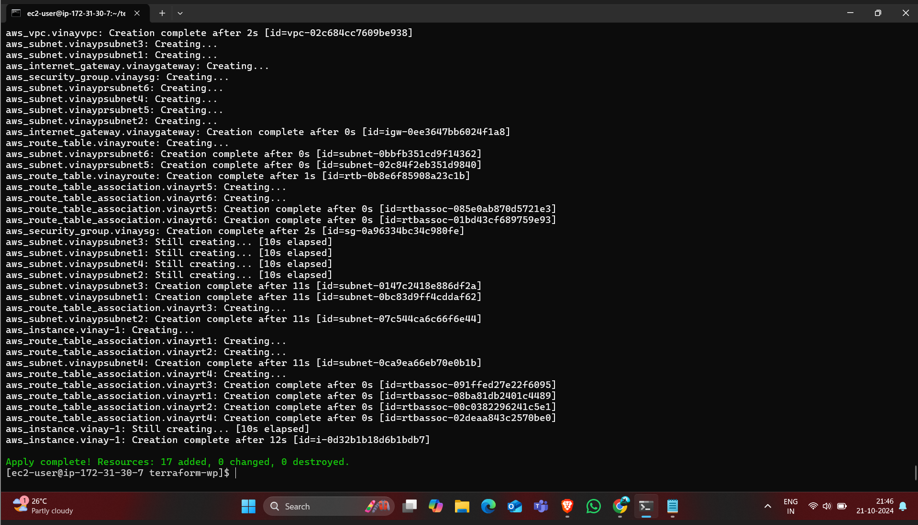 ec2-user@ip-172-31-30-7:~/te
aws_vpc.vinayvpc: Creation complete after 2s [id=vpc-02c684cc7609be938]
aws_subnet.vinaypsubnet3: Creating...
aws_subnet.vinaypsubnet1: Creating...
aws_internet_gateway.vinaygateway: Creating...
aws_security_group.vinaysg: Creating...
aws_subnet.vinayprsubnet6: Creating...
aws_subnet.vinaypsubnet4: Creating...
aws_subnet.vinayprsubnet5: Creating...
aws_subnet.vinaypsubnet2: Creating...
aws_internet_gateway.vinaygateway: Creation complete after 0s [id=igw-0ee3647bb6024f1a8]
aws_route_table.vinayroute: Creating...
aws_subnet.vinayprsubnet6: Creation complete after 0s [id=subnet-0bbfb351cd9f14362]
aws_subnet.vinayprsubnet5: Creation complete after 0s [id=subnet-02c84f2eb351d9840]
aws_route_table.vinayroute: Creation complete after 1s [id=rtb-0b8e6f85908a23c1b]
aws_route_table_association.vinayrt5: Creating...
aws_route_table_association.vinayrt6: Creating...
aws_route_table_association.vinayrt5: Creation complete after 0s [id=rtbassoc-085e0ab870d5721e3]
aws_route_table_association.vinayrt6: Creation complete after 0s [id=rtbassoc-01bd43cf689759e93]
aws_security_group.vinaysg: Creation complete after 2s [id=sg-0a96334bc34c980fe]
aws_subnet.vinaypsubnet3: Still creating... [10s elapsed]
aws_subnet.vinaypsubnet1: Still creating... [10s elapsed]
aws_subnet.vinaypsubnet4: Still creating... [10s elapsed]
aws_subnet.vinaypsubnet2: Still creating... [10s elapsed]
aws_subnet.vinaypsubnet3: Creation complete after 11s [id=subnet-0147c2418e886df2a]
aws_subnet.vinaypsubnet1: Creation complete after 11s [id=subnet-0bc83d9ff4cddaf62]
aws_route_table_association.vinayrt3: Creating...
aws_subnet.vinaypsubnet2: Creation complete after 11s [id=subnet-07c544ca6c66f6e44]
aws_instance.vinay-1: Creating...
aws_route_table_association.vinayrt1: Creating...
aws_route_table_association.vinayrt2: Creating...
aws_subnet.vinaypsubnet4: Creation complete after 11s [id=subnet-0ca9ea66eb70e0b1b]
aws_route_table_association.vinayrt4: Creating...
aws_route_table_association.vinayrt3: Creation complete after 0s [id=rtbassoc-091ffed27e22f6095]
aws_route_table_association.vinayrt1: Creation complete after 0s [id=rtbassoc-08ba81db2401c4489]
aws_route_table_association.vinayrt2: Creation complete after 0s [id=rtbassoc-00c0382296241c5e1]
aws_route_table_association.vinayrt4: Creation complete after 0s [id=rtbassoc-02deaa843c2570be0]
aws_instance.vinay-1: Still creating... [10s elapsed]
aws_instance.vinay-1: Creation complete after 12s [id=i-0d32b1b18d6b1bdb7]
Apply complete! Resources: 17 added, 0 changed, 0 destroyed.
[ec2-user@ip-172-31-30-7 terraform-wp]$
26°C
Partly cloudy
Search
ENG
IN
21:46
21-10-2024